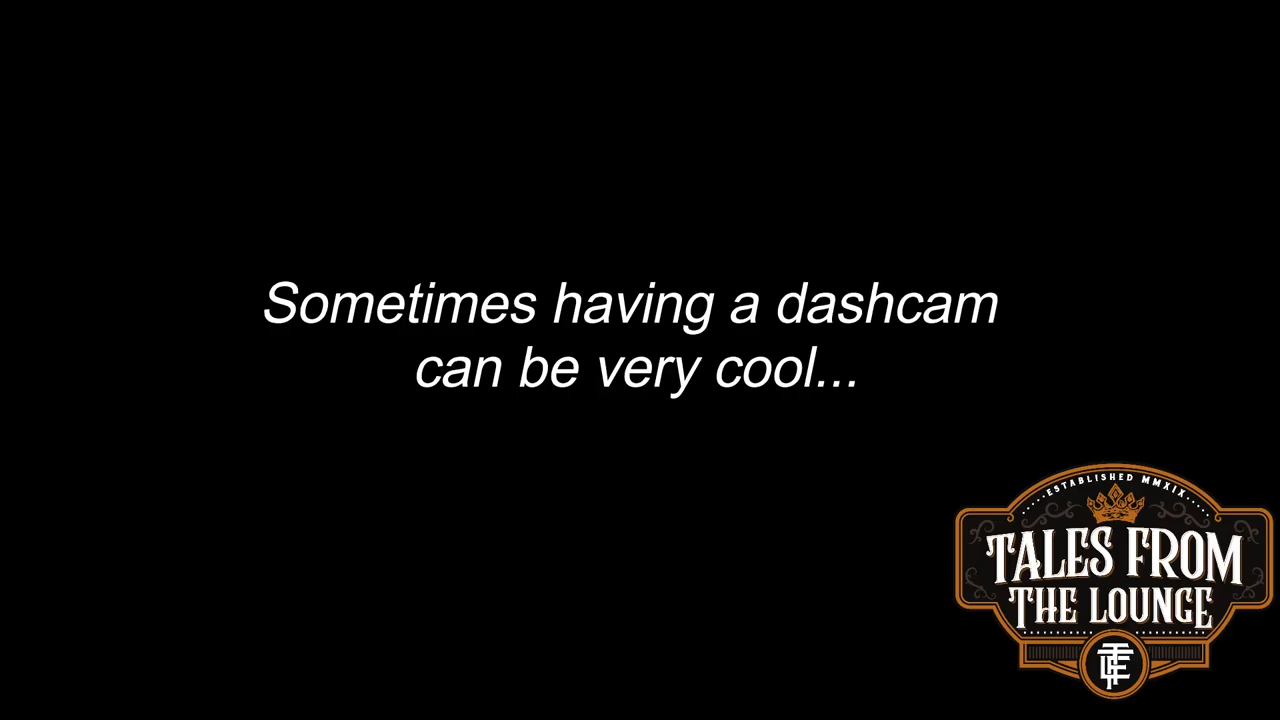 Sometimes having a dashcam
can be very cool...
ESTABLISHED MMXIX
TALES FROM
THE LOUNGE